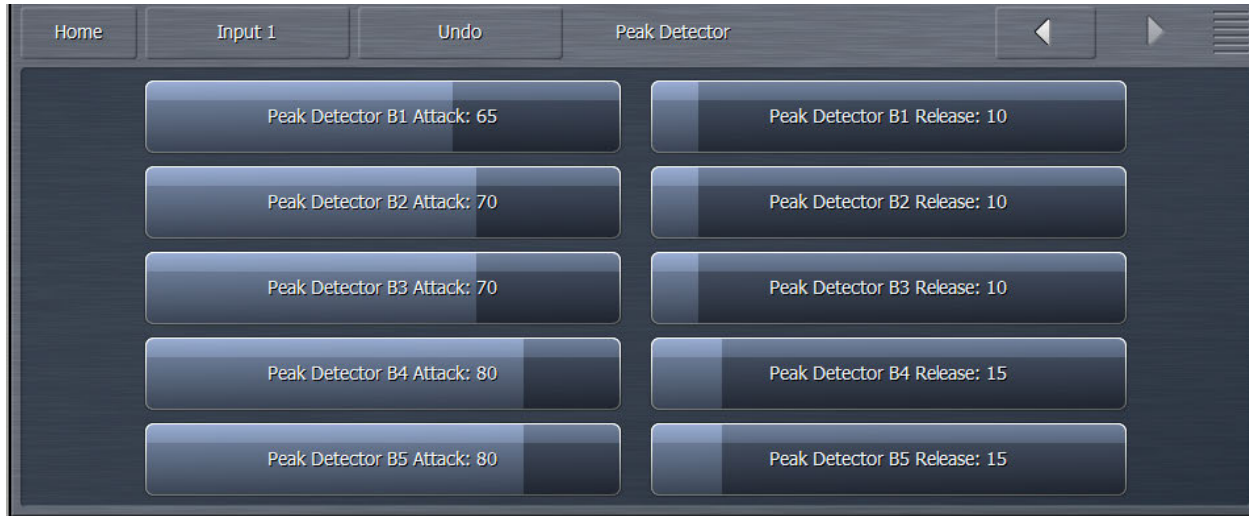 Home Input 1 Undo Peak Detector
Peak Detector B1 Attack: 65 Peak Detector B1 Release: 10
Peak Detector B2 Attack: 70 Peak Detector B2 Release: 10
Peak Detector B3 Attack: 70 Peak Detector B3 Release: 10
Peak Detector B4 Attack: 80 Peak Detector B4 Release: 15
Peak Detector B5 Attack: 80 Peak Detector B5 Release: 15